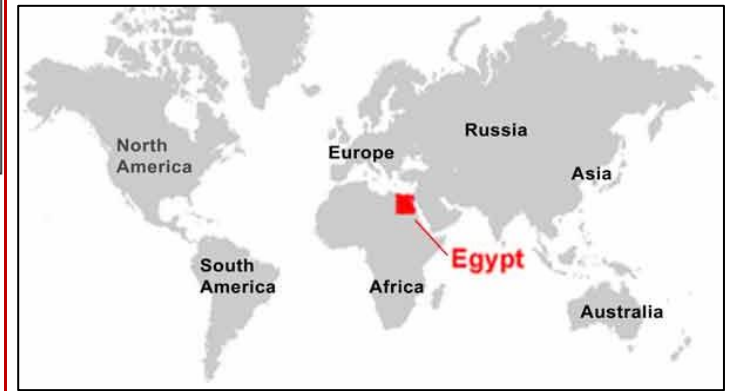 Russia
North
America
Europe
Asia
Egypt
South
America
Africa
Australia